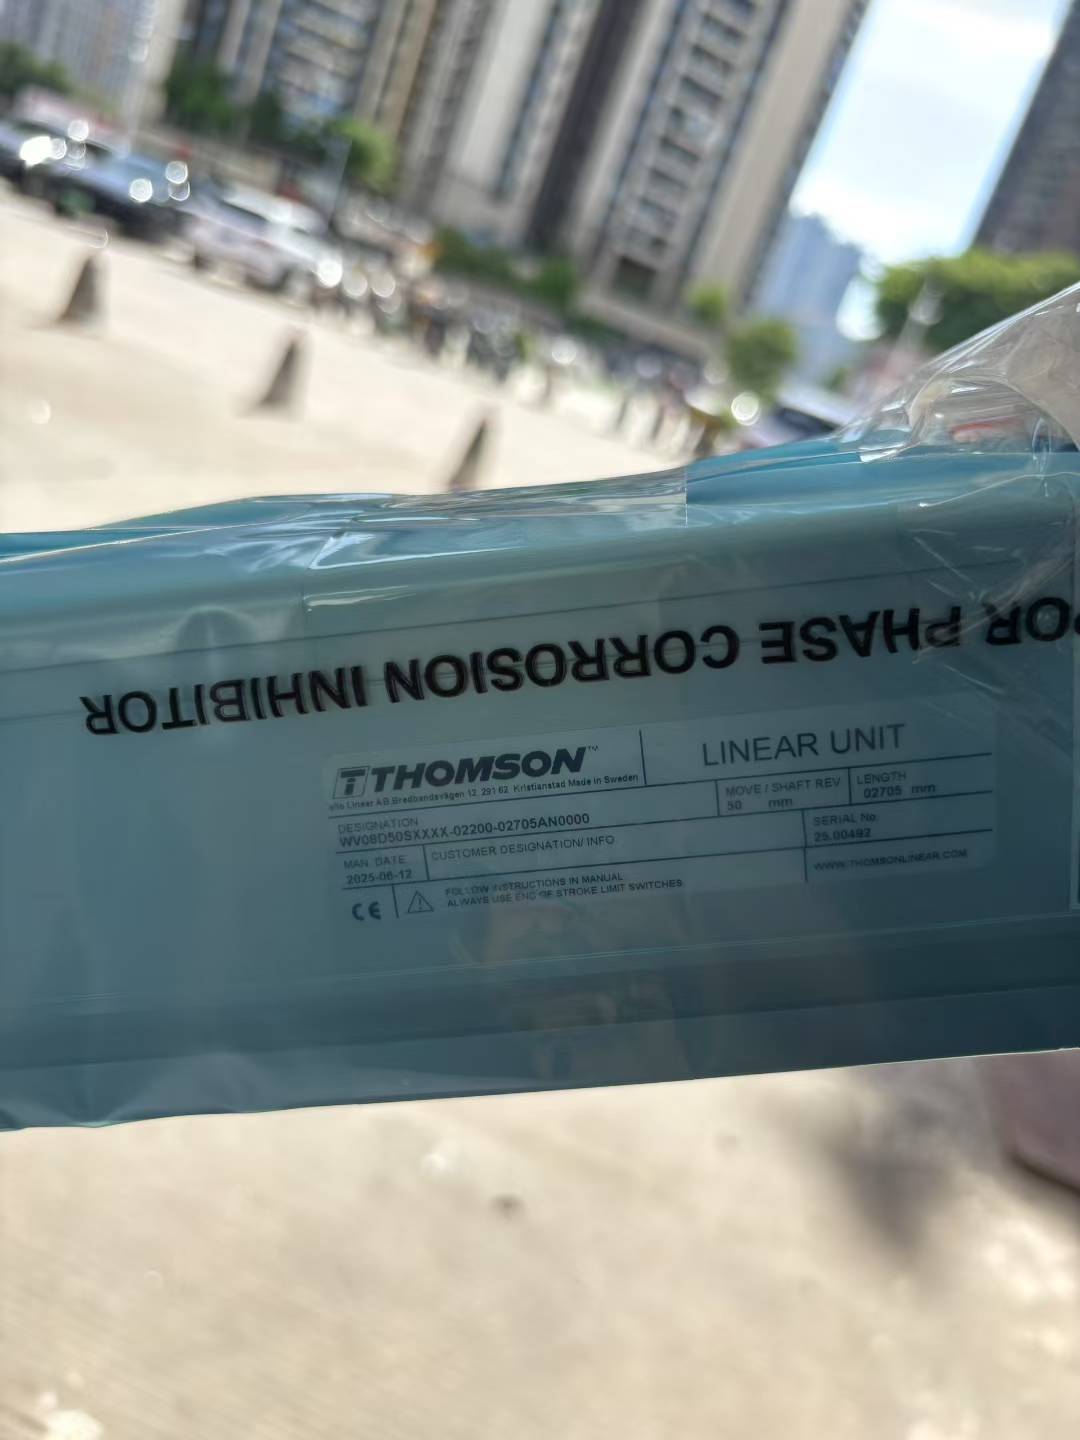 POR PHASE CORROSION INHIBITOR
THOMSON™
LINEAR UNIT
Linear AB, Bredbandsvägen 12, 291 62 Kristianstad Made in Sweden
DESIGNATION
WV08D50SXXXX-02200-02705AN0000
MOVE / SHAFT REV
50 mm
LENGTH
02705 mm
MAN. DATE
2025-06-12
CUSTOMER DESIGNATION/ INFO
SERIAL No.
25.00492
CE
FOLLOW INSTRUCTIONS IN MANUAL
ALWAYS USE END OF STROKE LIMIT SWITCHES
WWW.THOMSONLINEAR.COM